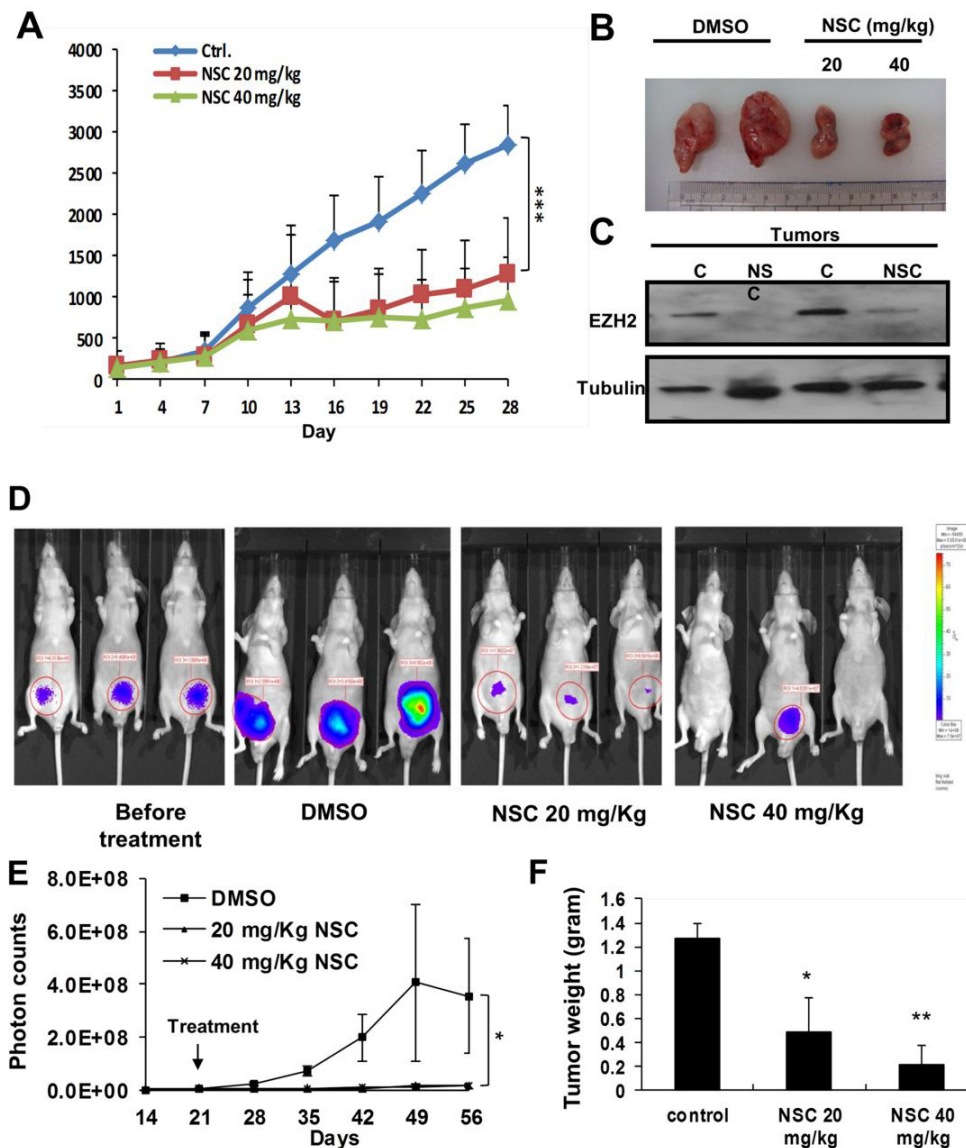 A
4000
3500
3000
2500
2000
1500
1000
500
0
Ctrl.
NSC 20 mg/kg
NSC 40 mg/kg
***
1 4 7 10 13 16 19 22 25 28
Day
B
DMSO NSC (mg/kg)
20 40
C
Tumors
C NS C NSC
C
EZH2
Tubulin
D
Before
treatment
DMSO
NSC 20 mg/Kg
NSC 40 mg/Kg
E
Photon counts
8.0E+08
6.0E+08
4.0E+08
2.0E+08
0.0E+00
DMSO
20 mg/Kg NSC
40 mg/Kg NSC
Treatment
*
14 21 28 35 42 49 56
Days
F
Tumor weight (gram)
1.6
1.4
1.2
1
0.8
0.6
0.4
0.2
0
*
**
control NSC 20 NSC 40
mg/kg mg/kg